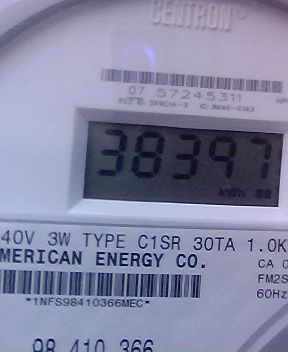 CENTRON®
07 57245311
38397
kWh
40V 3W TYPE C1SR 30TA 1.0K
MERICAN ENERGY CO.
CA 0
FM2S
60Hz
*1NFS98410366MEC*
98 410 366